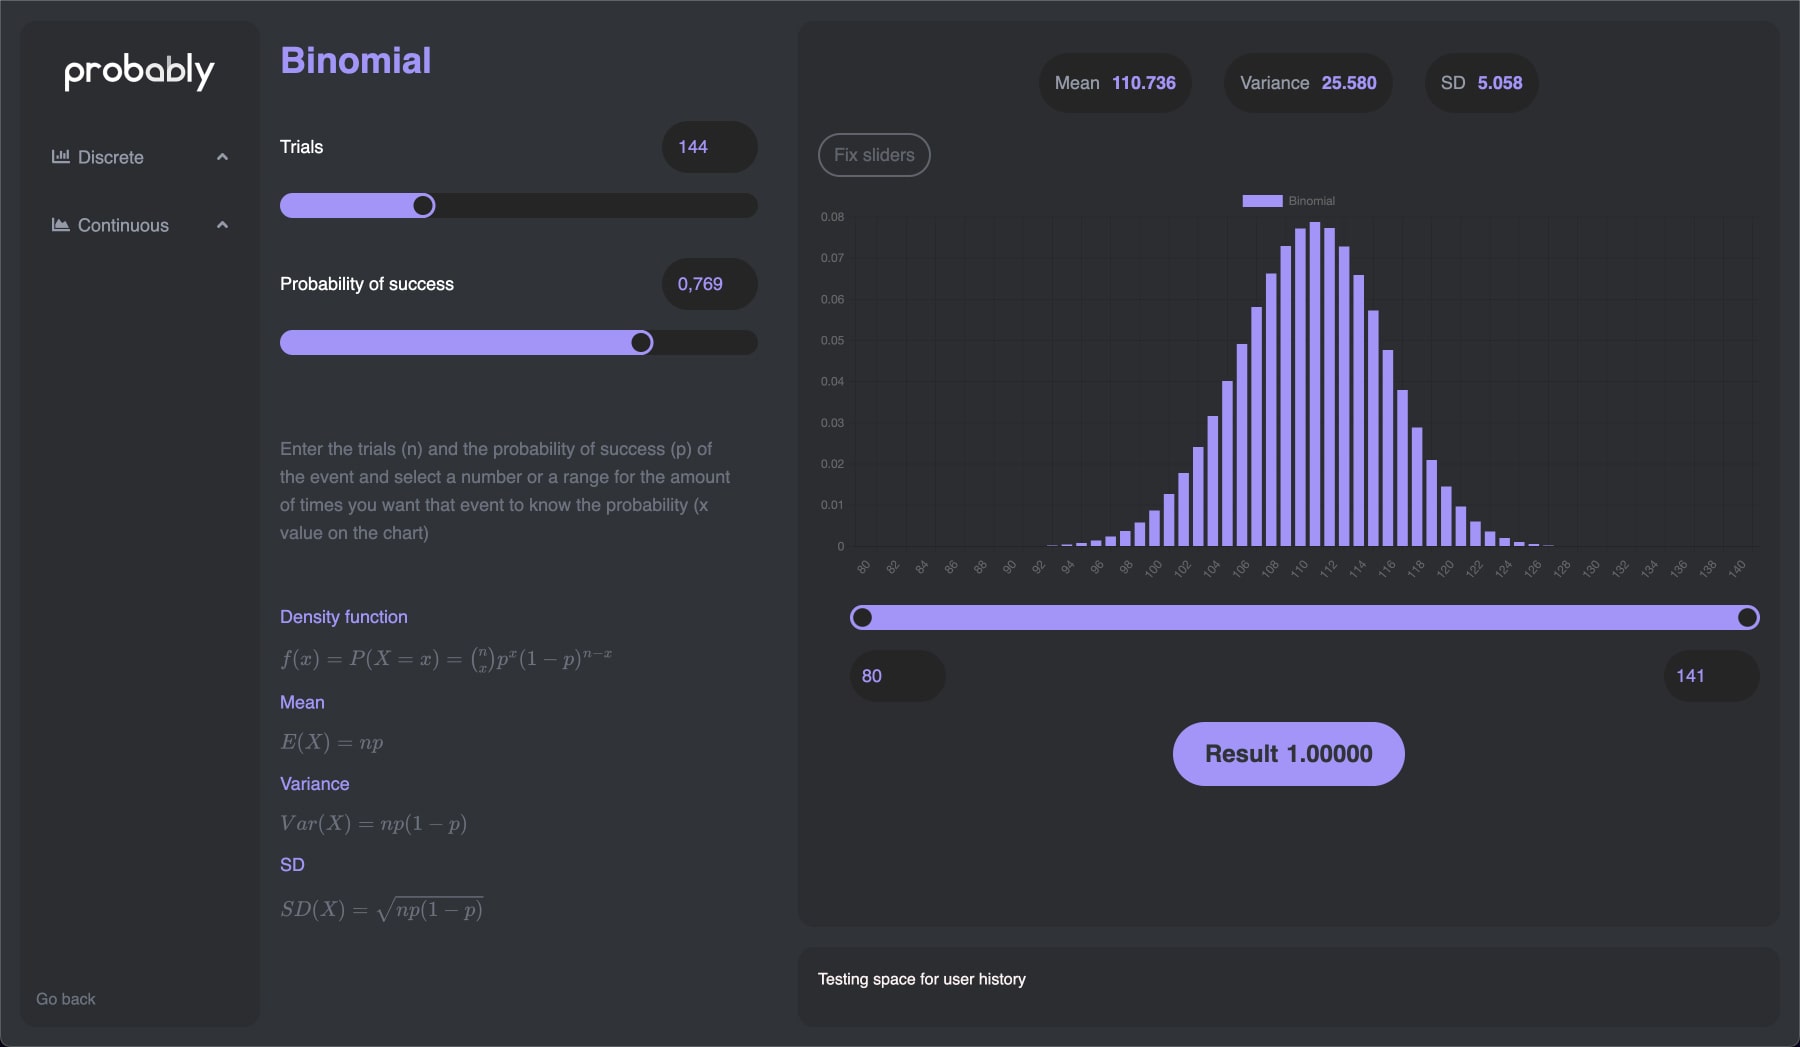 probably
Discrete
Continuous
Go back
Binomial
Trials
144
Probability of success
0,769
Enter the trials (n) and the probability of success (p) of
the event and select a number or a range for the amount
of times you want that event to know the probability (x
value on the chart)
Density function
f(x) = P(X = x) = \binom{n}{x} p^x (1 − p)^{n−x}
Mean
E(X) = np
Variance
Var(X) = np(1 − p)
SD
SD(X) = √np(1 − p)
Mean 110.736
Variance 25.580
SD 5.058
Fix sliders
Binomial
0.08
0.07
0.06
0.05
0.04
0.03
0.02
0.01
0
80 82 84 86 88 90 92 94 96 98 100 102 104 106 108 110 112 114 116 118 120 122 124 126 128 130 132 134 136 138 140
80
141
Result 1.00000
Testing space for user history